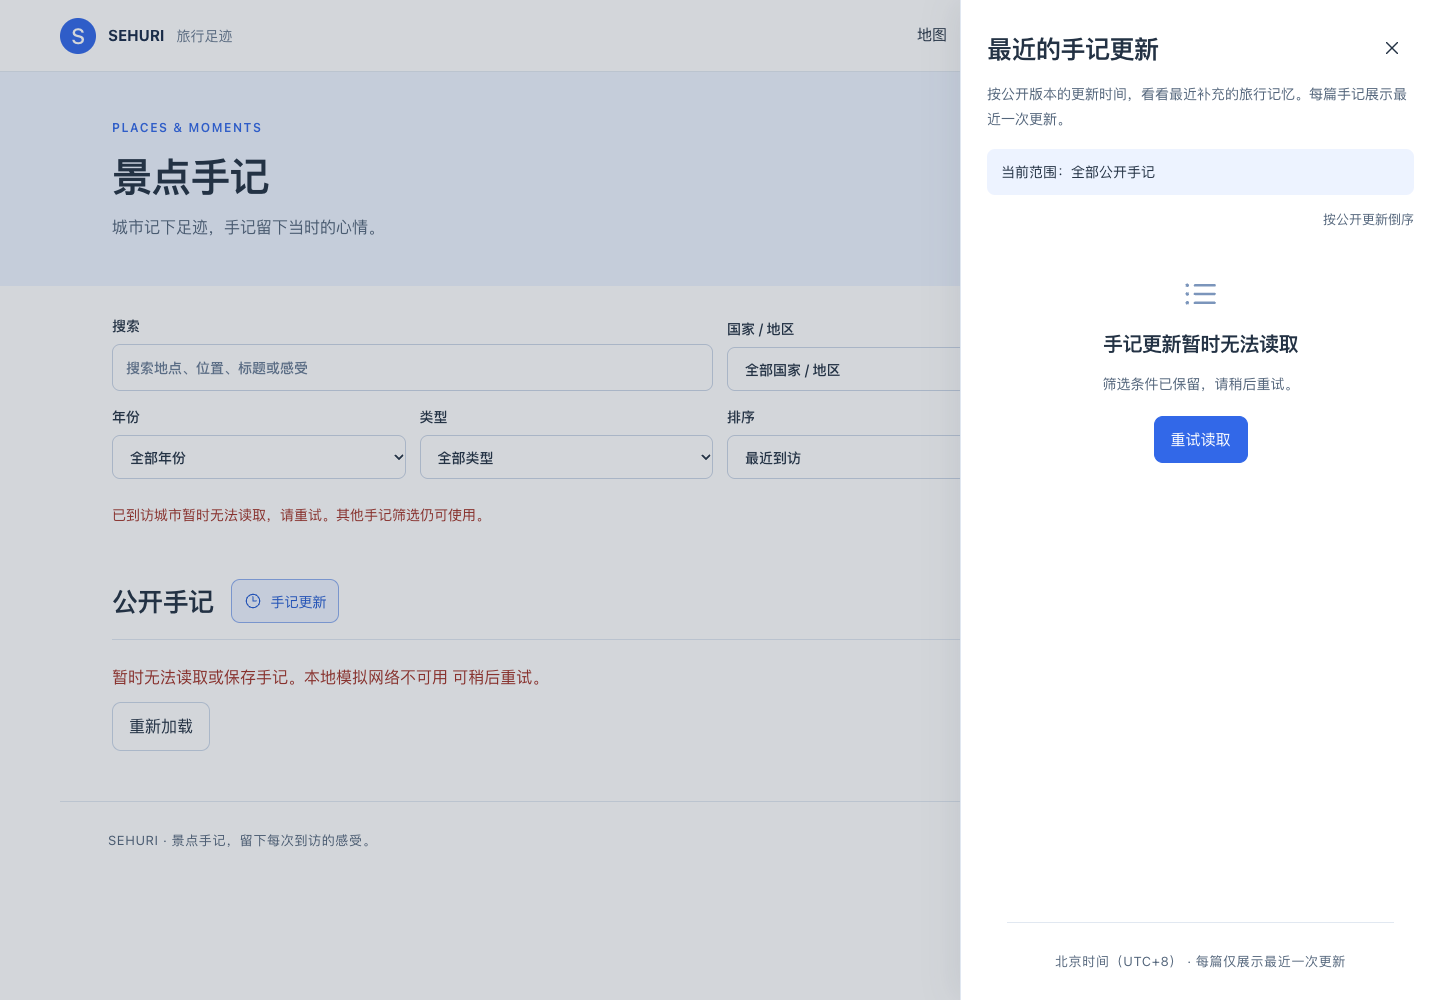 S
SEHURI 旅行足迹
地图
PLACES & MOMENTS
景点手记
城市记下足迹，手记留下当时的心情。
搜索
搜索地点、位置、标题或感受
国家 / 地区
全部国家 / 地区
年份
全部年份
类型
全部类型
排序
最近到访
已到访城市暂时无法读取，请重试。其他手记筛选仍可使用。
公开手记
手记更新
暂时无法读取或保存手记。本地模拟网络不可用 可稍后重试。
重新加载
SEHURI · 景点手记，留下每次到访的感受。
最近的手记更新
按公开版本的更新时间，看看最近补充的旅行记忆。每篇手记展示最
近一次更新。
当前范围：全部公开手记
按公开更新倒序
手记更新暂时无法读取
筛选条件已保留，请稍后重试。
重试读取
北京时间（UTC+8） · 每篇仅展示最近一次更新